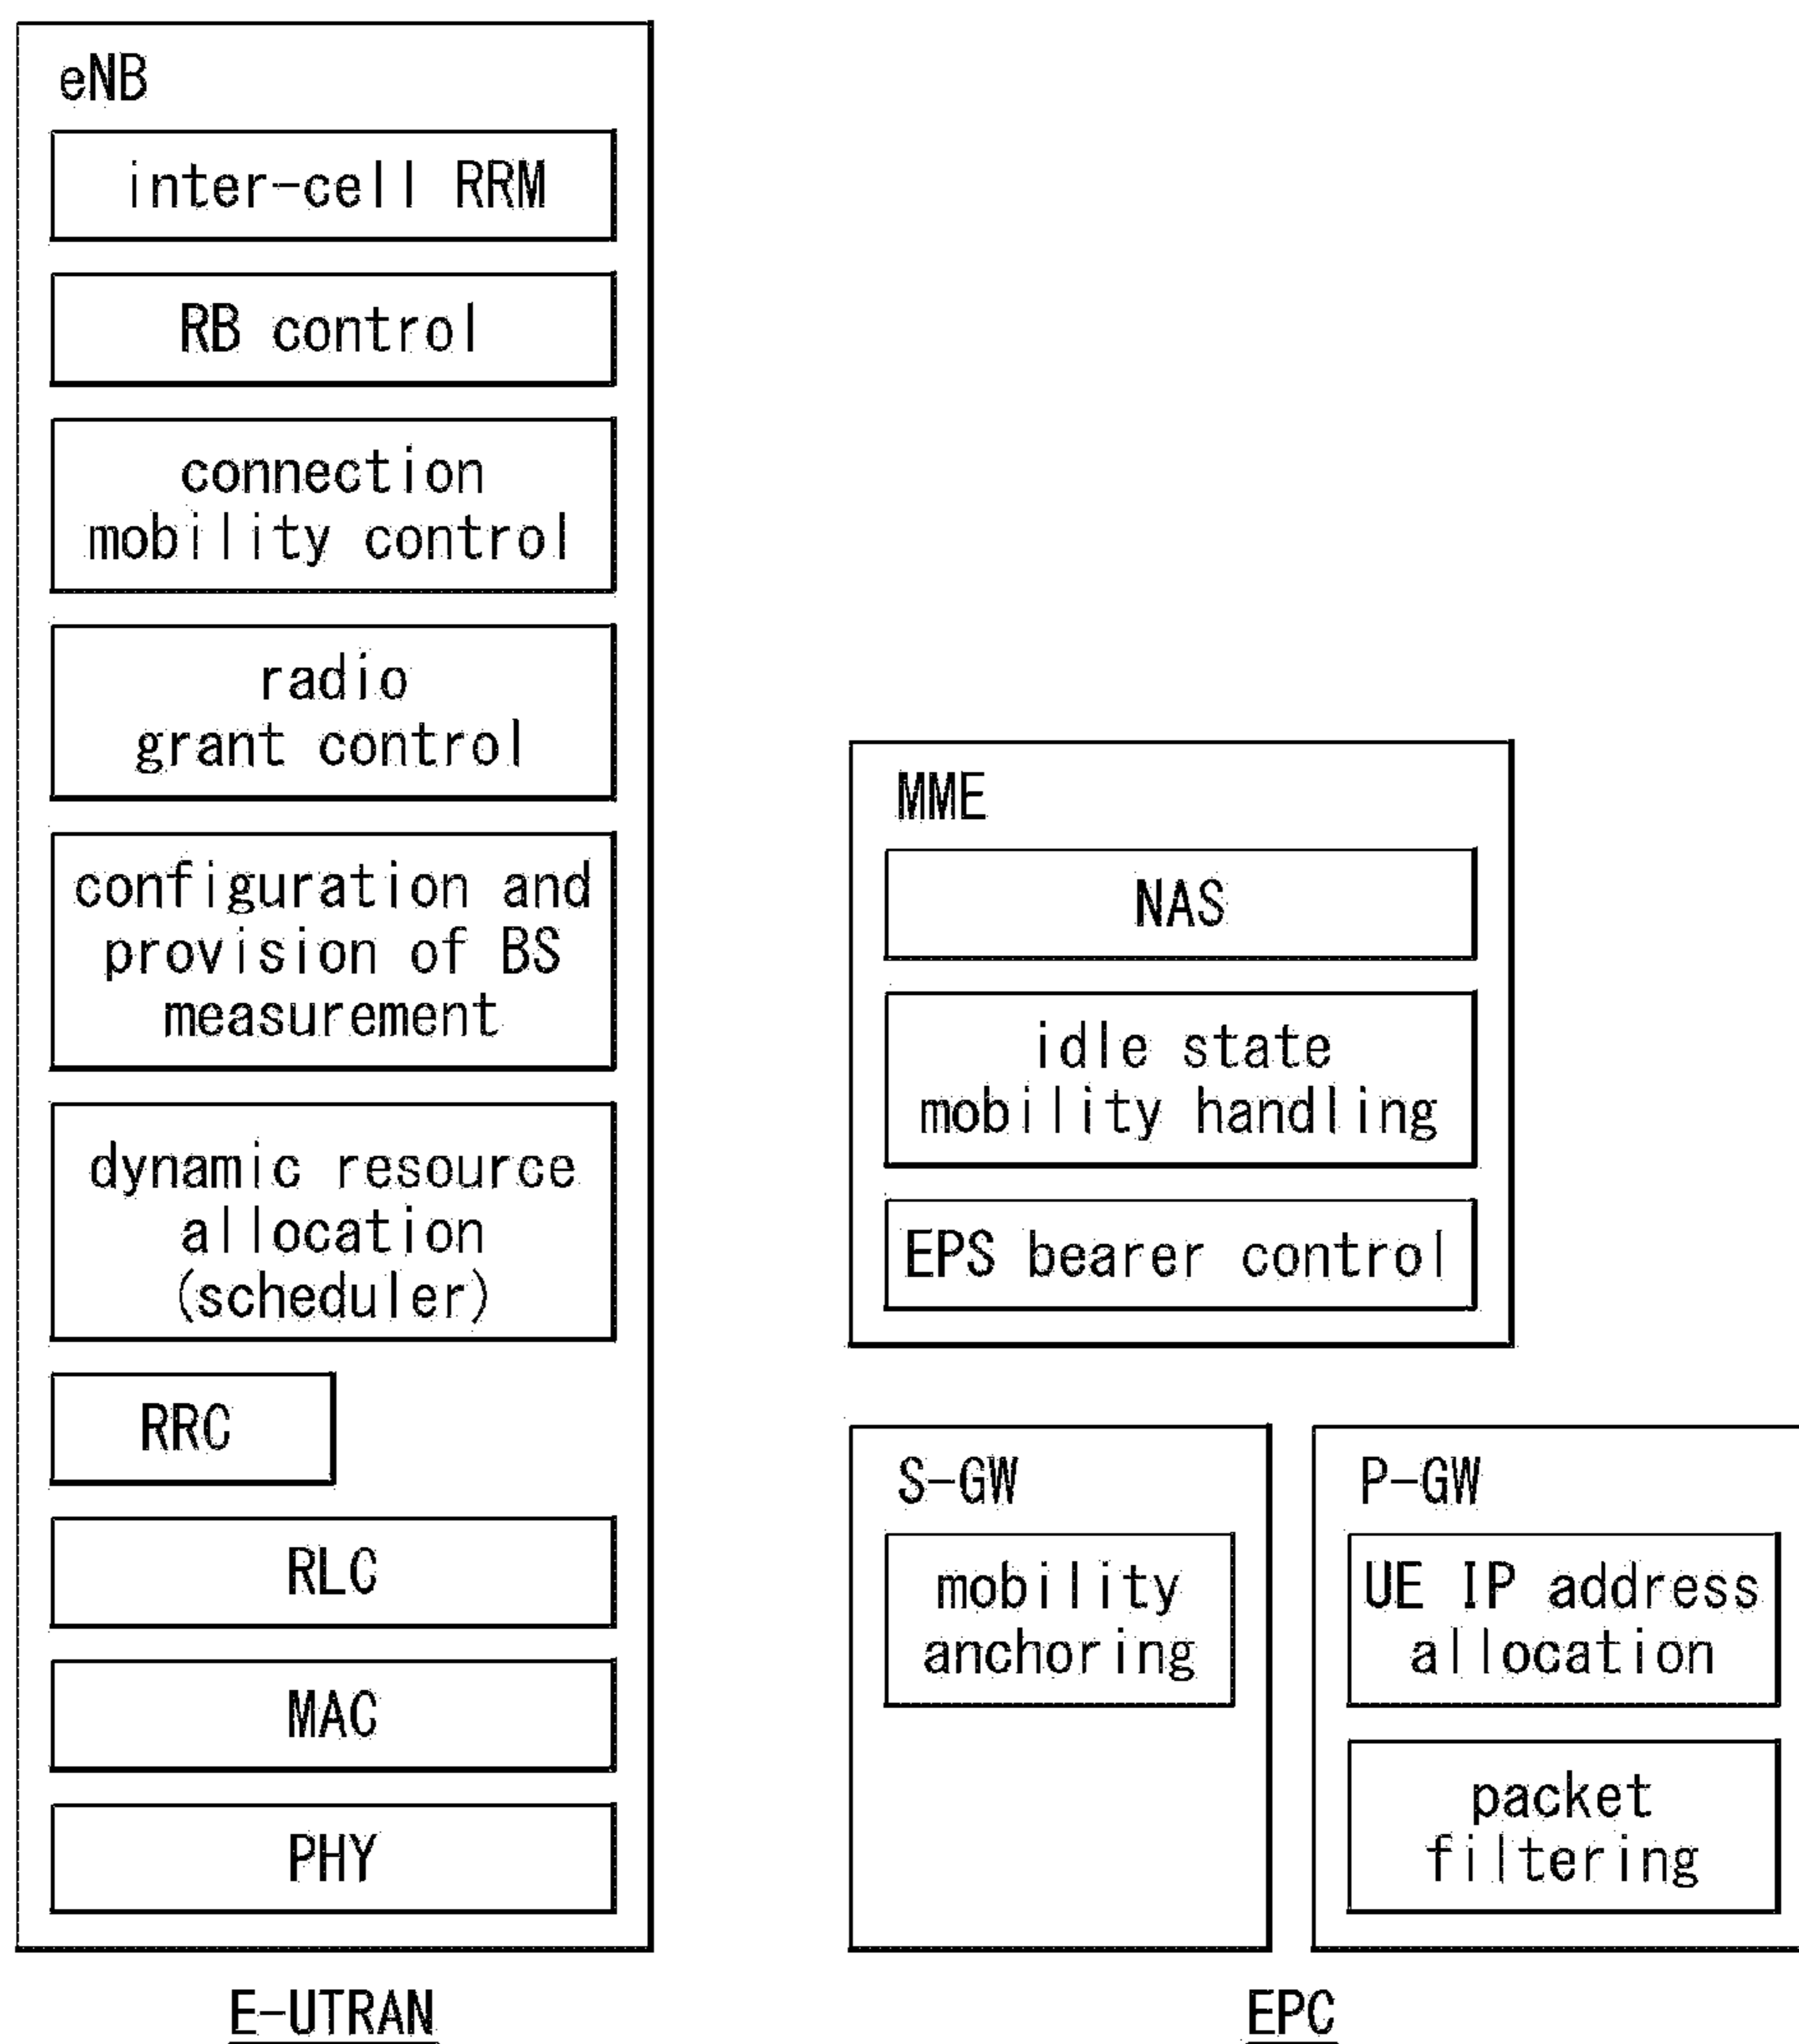 eNB
inter-cell RRM
RB control
connection
mobility control
radio
grant control
configuration and
provision of BS
measurement
dynamic resource
allocation
(scheduler)
RRC
RLC
MAC
PHY
E-UTRAN
MME
NAS
idle state
mobility handling
EPS bearer control
S-GW
mobility
anchoring
P-GW
UE IP address
allocation
packet
filtering
EPC